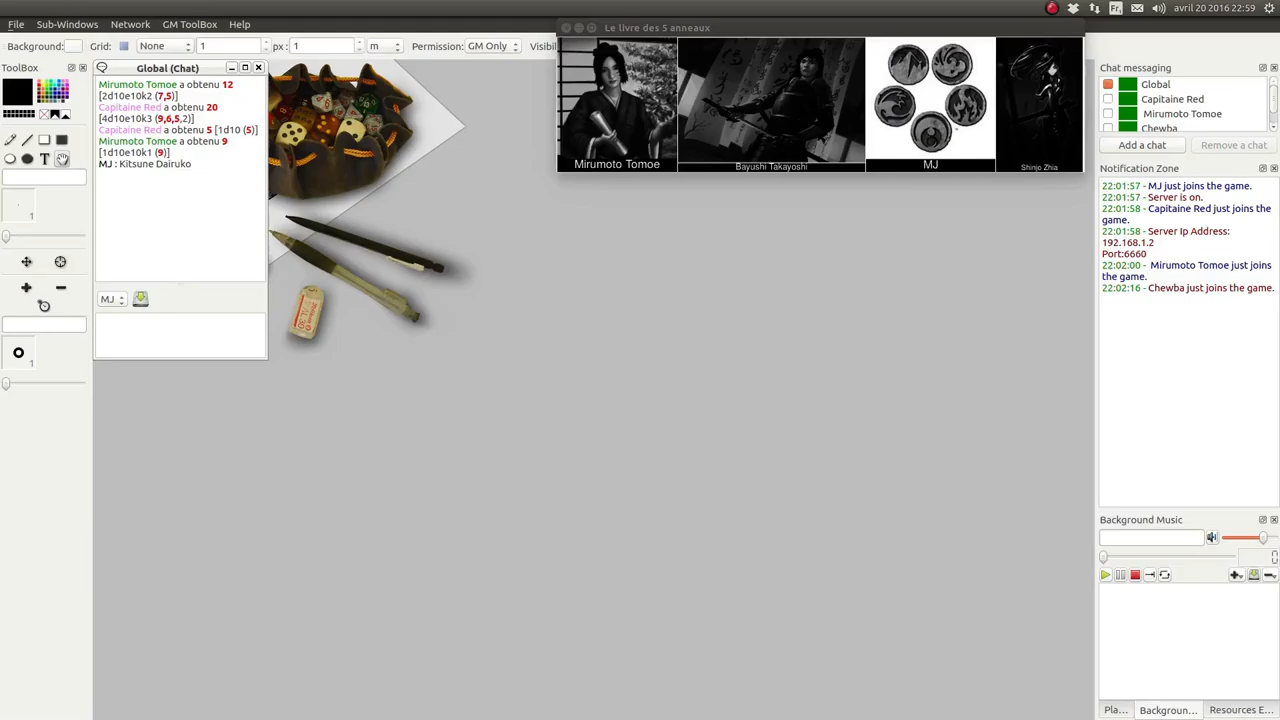 avril 20 2016 22:59
Fr
File Sub-Windows Network GM ToolBox Help
Le livre des 5 anneaux
Background: Grid: None 1 px : 1 m Permission: GM Only Visibil
ToolBox
Global (Chat)
Mirumoto Tomoe a obtenu 12
[2d10e10k2 (7,5)]
Capitaine Red a obtenu 20
[4d10e10k3 (9,6,5,2)]
Capitaine Red a obtenu 5 [1d10 (5)]
Mirumoto Tomoe a obtenu 9
[1d10e10k1 (9)]
MJ : Kitsune Dairuko
MJ
T
1
1
Mirumoto Tomoe
Bayushi Takayoshi
MJ
Shinjo Zhia
Chat messaging
Global
Capitaine Red
Mirumoto Tomoe
Chewba
Add a chat Remove a chat
Notification Zone
22:01:57 - MJ just joins the game.
22:01:57 - Server is on.
22:01:58 - Capitaine Red just joins the
game.
22:01:58 - Server Ip Address:
192.168.1.2
Port:6660
22:02:00 - Mirumoto Tomoe just joins
the game.
22:02:16 - Chewba just joins the game.
Background Music
0
Pla... Backgroun... Resources E...